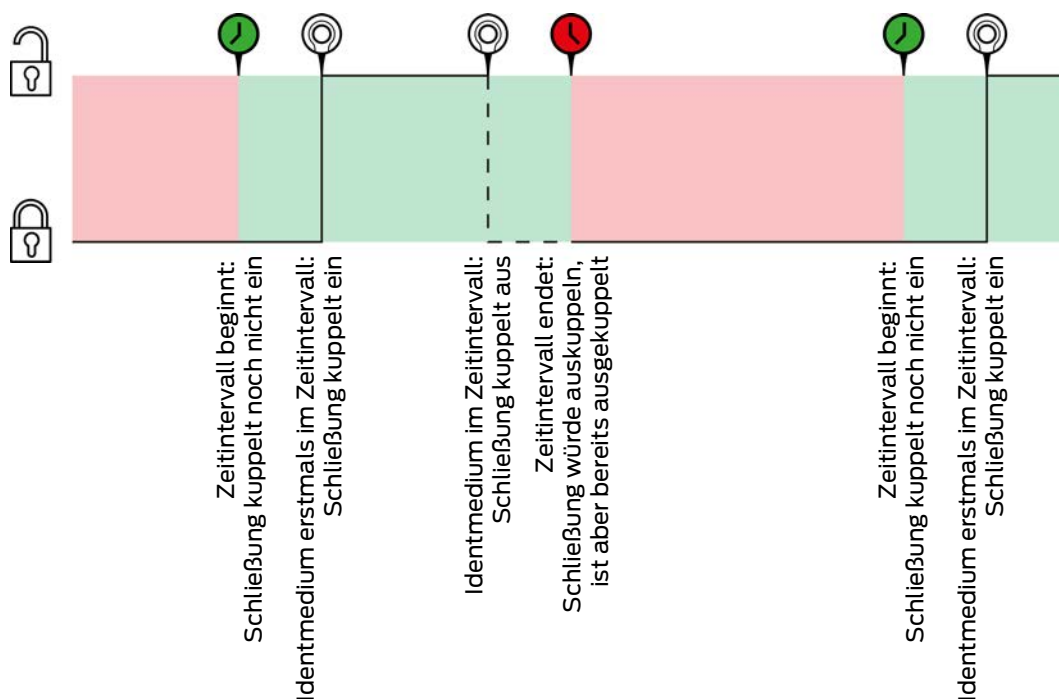 Zeitintervall beginnt:
Schließung kuppelt noch nicht ein
Identmedium erstmals im Zeitintervall:
Schließung kuppelt ein
Identmedium im Zeitintervall:
Schließung kuppelt aus
Zeitintervall endet:
Schließung würde auskuppeln,
ist aber bereits ausgekuppelt
Zeitintervall beginnt:
Schließung kuppelt noch nicht ein
Identmedium erstmals im Zeitintervall:
Schließung kuppelt ein